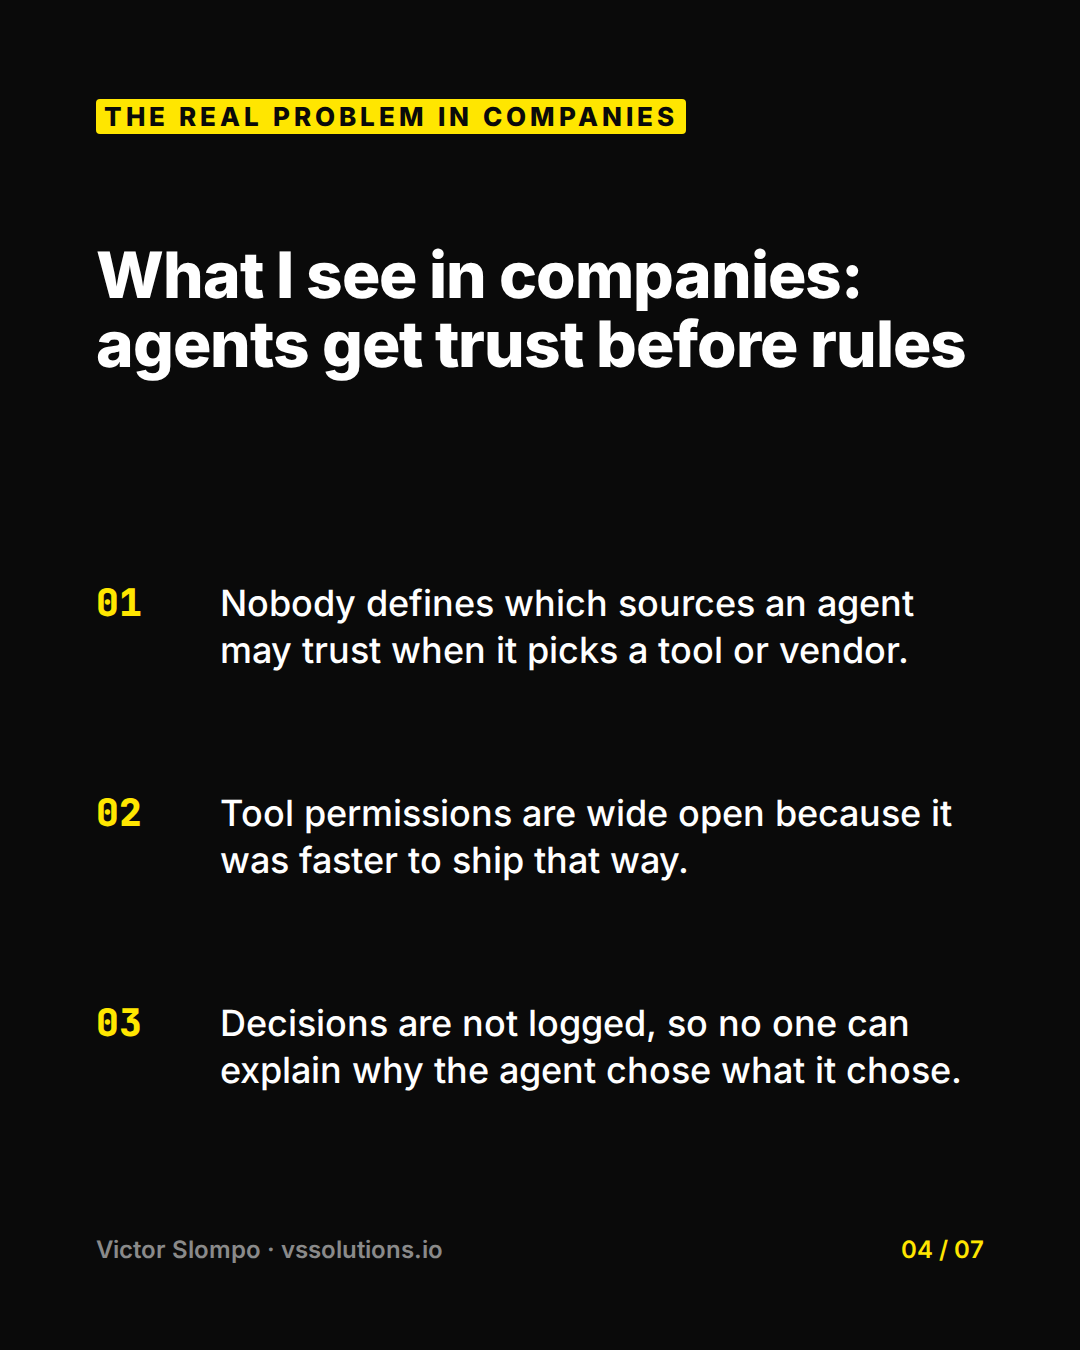 THE REAL PROBLEM IN COMPANIES
What I see in companies:
agents get trust before rules
01
Nobody defines which sources an agent
may trust when it picks a tool or vendor.
02
Tool permissions are wide open because it
was faster to ship that way.
03
Decisions are not logged, so no one can
explain why the agent chose what it chose.
Victor Slompo · vssolutions.io
04 / 07